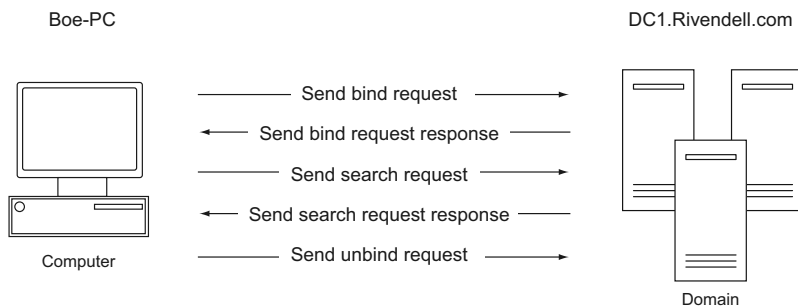 Boe-PC
DC1.Rivendell.com
Send bind request
Send bind request response
Send search request
Send search request response
Send unbind request
Computer
Domain